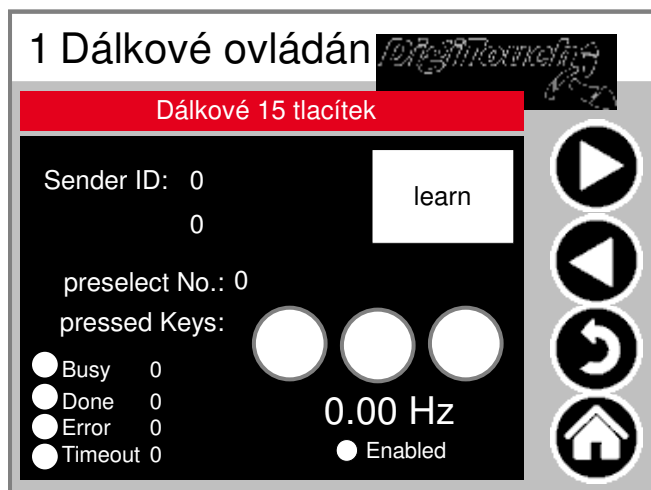 1 Dálkové ovládán
DigiTouch
Dálkové 15 tlacítek
Sender ID: 0
learn
0
preselect No.: 0
pressed Keys:
Busy 0
Done 0
Error 0
Timeout 0
0.00 Hz
Enabled